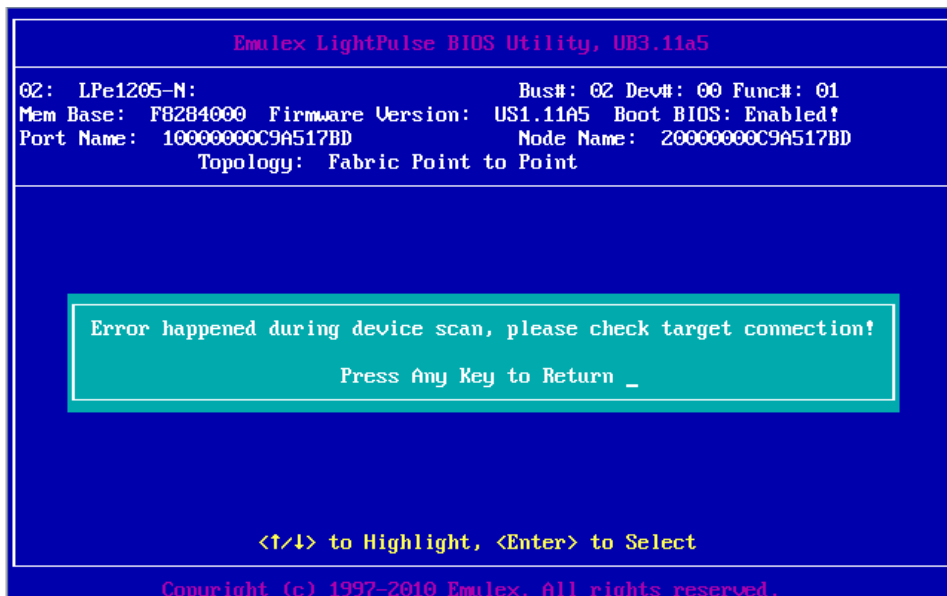 Emulex LightPulse BIOS Utility, UB3.11a5
02: LPe1205-N: Bus#: 02 Dev#: 00 Func#: 01
Mem Base: F8284000 Firmware Version: US1.11A5 Boot BIOS: Enabled!
Port Name: 10000000C9A517BD Node Name: 20000000C9A517BD
Topology: Fabric Point to Point
Error happened during device scan, please check target connection!
Press Any Key to Return _
<↑/↓> to Highlight, <Enter> to Select
Copyright (c) 1997-2010 Emulex. All rights reserved.